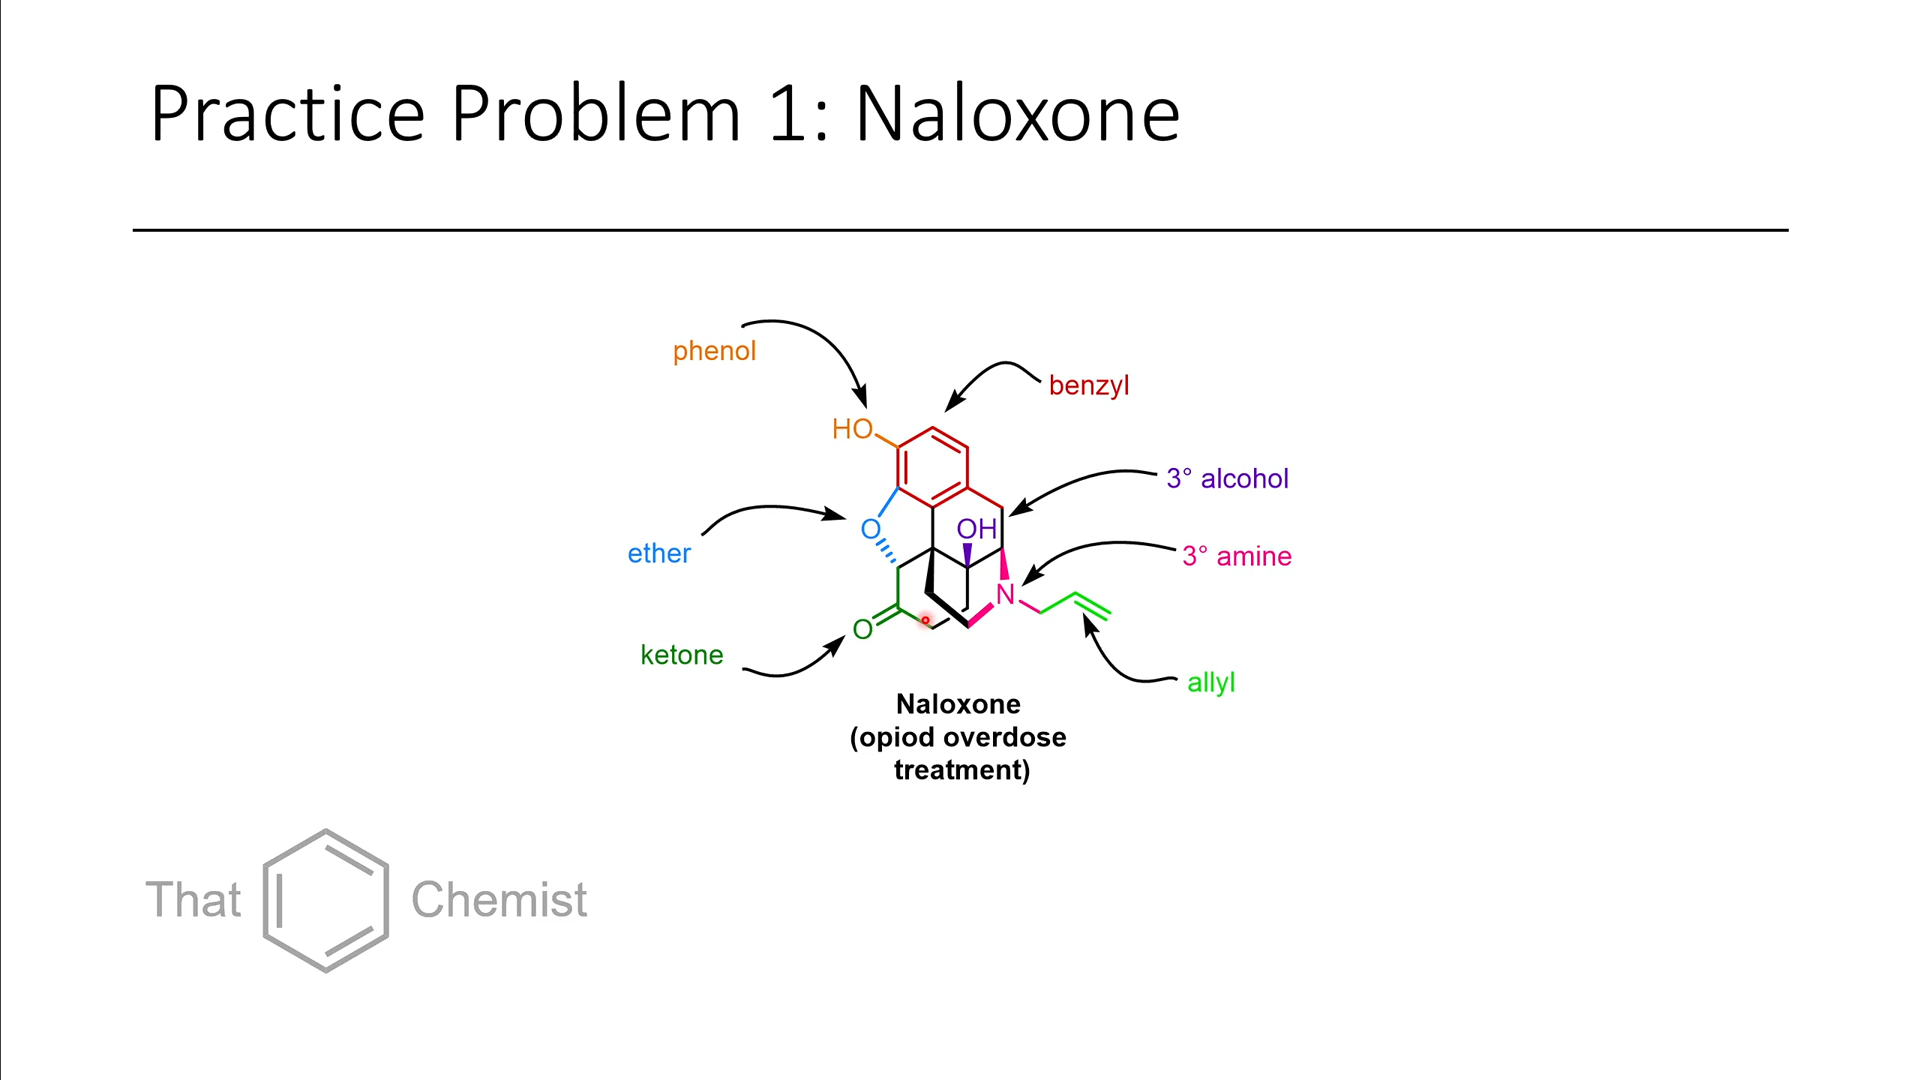 Practice Problem 1: Naloxone
phenol
benzyl
HO
3° alcohol
O
OH
ether
3° amine
N
O
ketone
allyl
Naloxone
(opiod overdose
treatment)
That Chemist